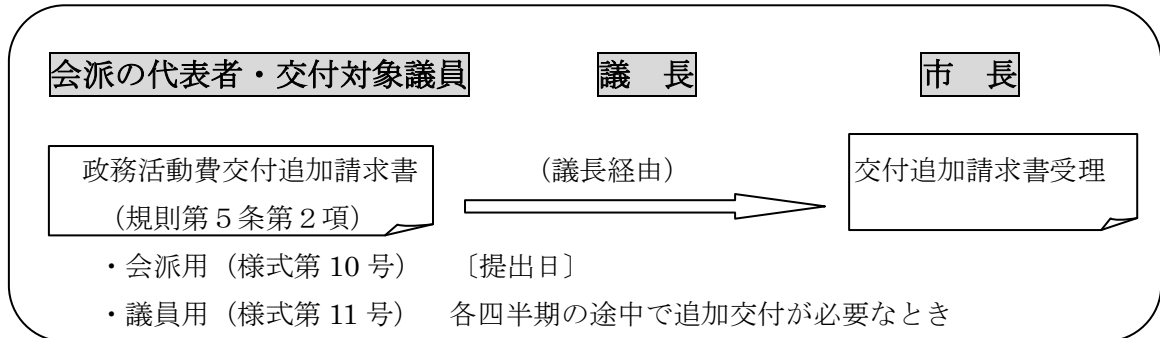 会派の代表者・交付対象議員　議　長　市　長
政務活動費交付追加請求書　（議長経由）　交付追加請求書受理
（規則第５条第２項）
・会派用（様式第 10 号）　〔提出日〕
・議員用（様式第 11 号）　各四半期の途中で追加交付が必要なとき